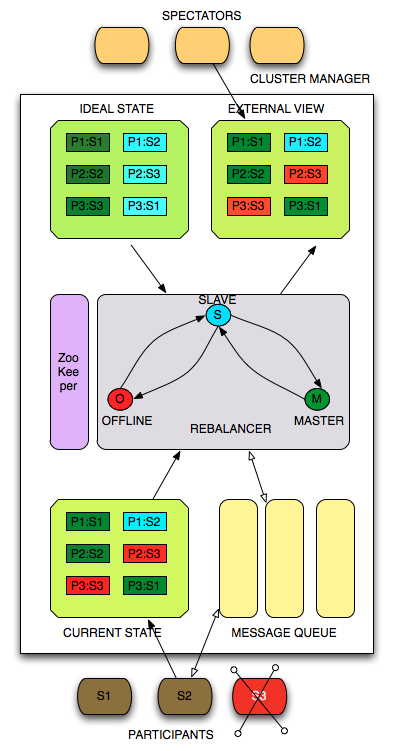 SPECTATORS
CLUSTER MANAGER
IDEAL STATE
EXTERNAL VIEW
P1:S1 P1:S2
P2:S2 P2:S3
P3:S3 P3:S1
P1:S1 P1:S2
P2:S2 P2:S3
P3:S3 P3:S1
Zoo
Kee
per
SLAVE
S
O
M
OFFLINE
MASTER
REBALANCER
P1:S1 P1:S2
P2:S2 P2:S3
P3:S3 P3:S1
CURRENT STATE
MESSAGE QUEUE
S1
S2
S3
PARTICIPANTS